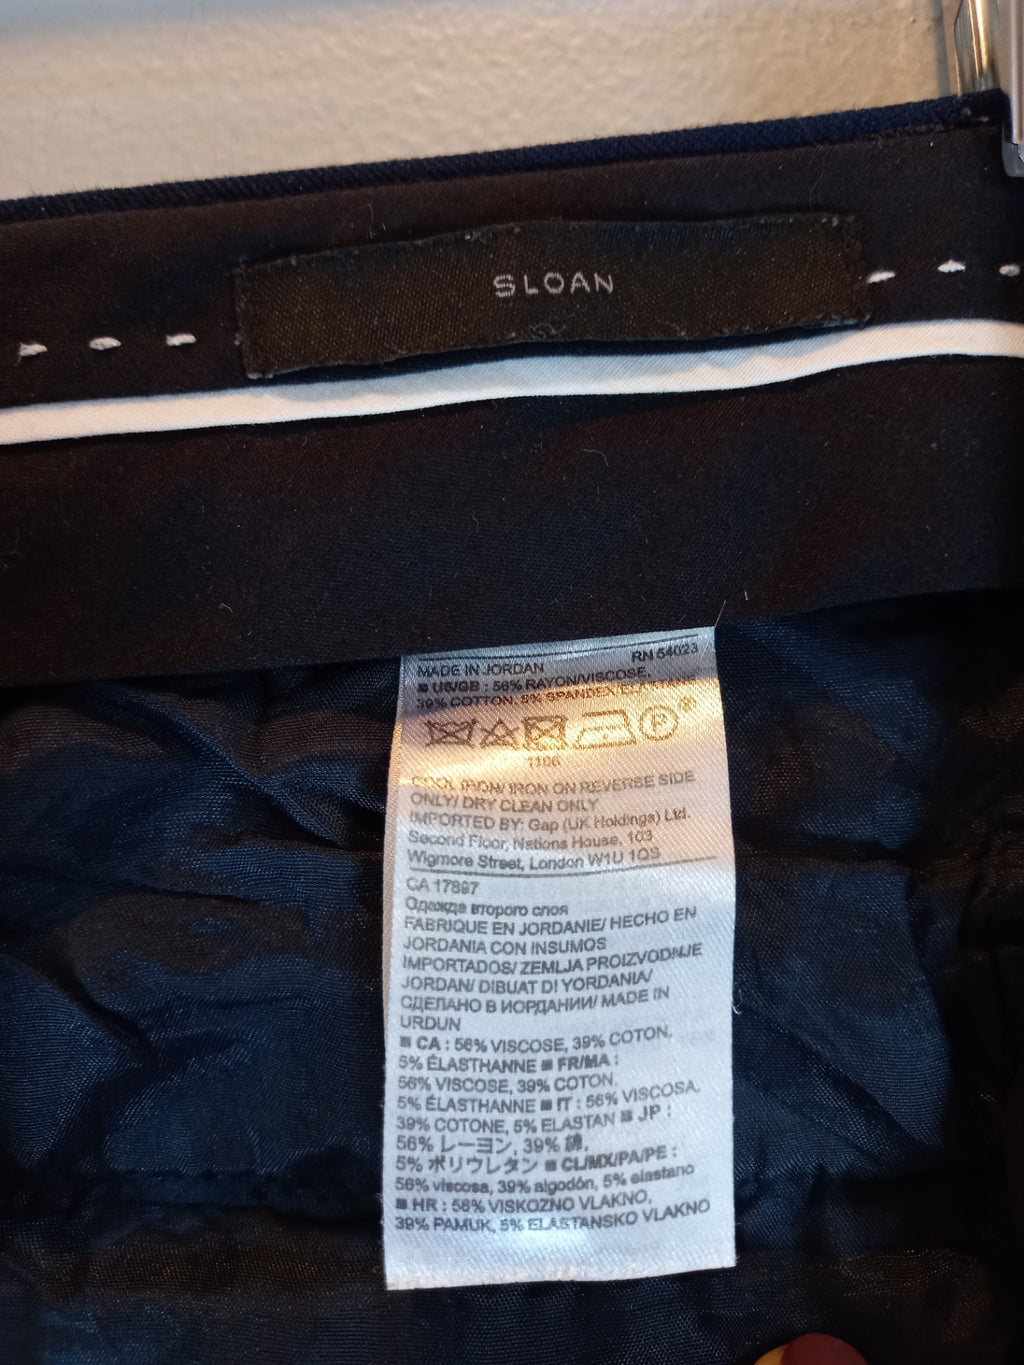 SLOAN
MADE IN JORDAN RN 54023
■ US/GB : 56% RAYON/VISCOSE,
39% COTTON, 5% SPANDEX/ELASTANE
P
1106
COOL IRON/ IRON ON REVERSE SIDE
ONLY/ DRY CLEAN ONLY
IMPORTED BY: Gap (UK Holdings) Ltd.
Second Floor, Nations House, 103
Wigmore Street, London W1U 1QS
CA 17897
Одежда второго слоя
FABRIQUE EN JORDANIE/ HECHO EN
JORDANIA CON INSUMOS
IMPORTADOS/ ZEMLJA PROIZVODNJE
JORDAN/ DIBUAT DI YORDANIA/
СДЕЛАНО В ИОРДАНИИ/ MADE IN
URDUN
■ CA : 56% VISCOSE, 39% COTON,
5% ÉLASTHANNE ■ FR/MA :
56% VISCOSE, 39% COTON,
5% ÉLASTHANNE ■ IT : 56% VISCOSA,
39% COTONE, 5% ELASTAN ■ JP :
56% レーヨン, 39% 綿,
5% ポリウレタン ■ CL/MX/PA/PE :
56% viscosa, 39% algodón, 5% elastano
■ HR : 56% VISKOZNO VLAKNO,
39% PAMUK, 5% ELASTANSKO VLAKNO